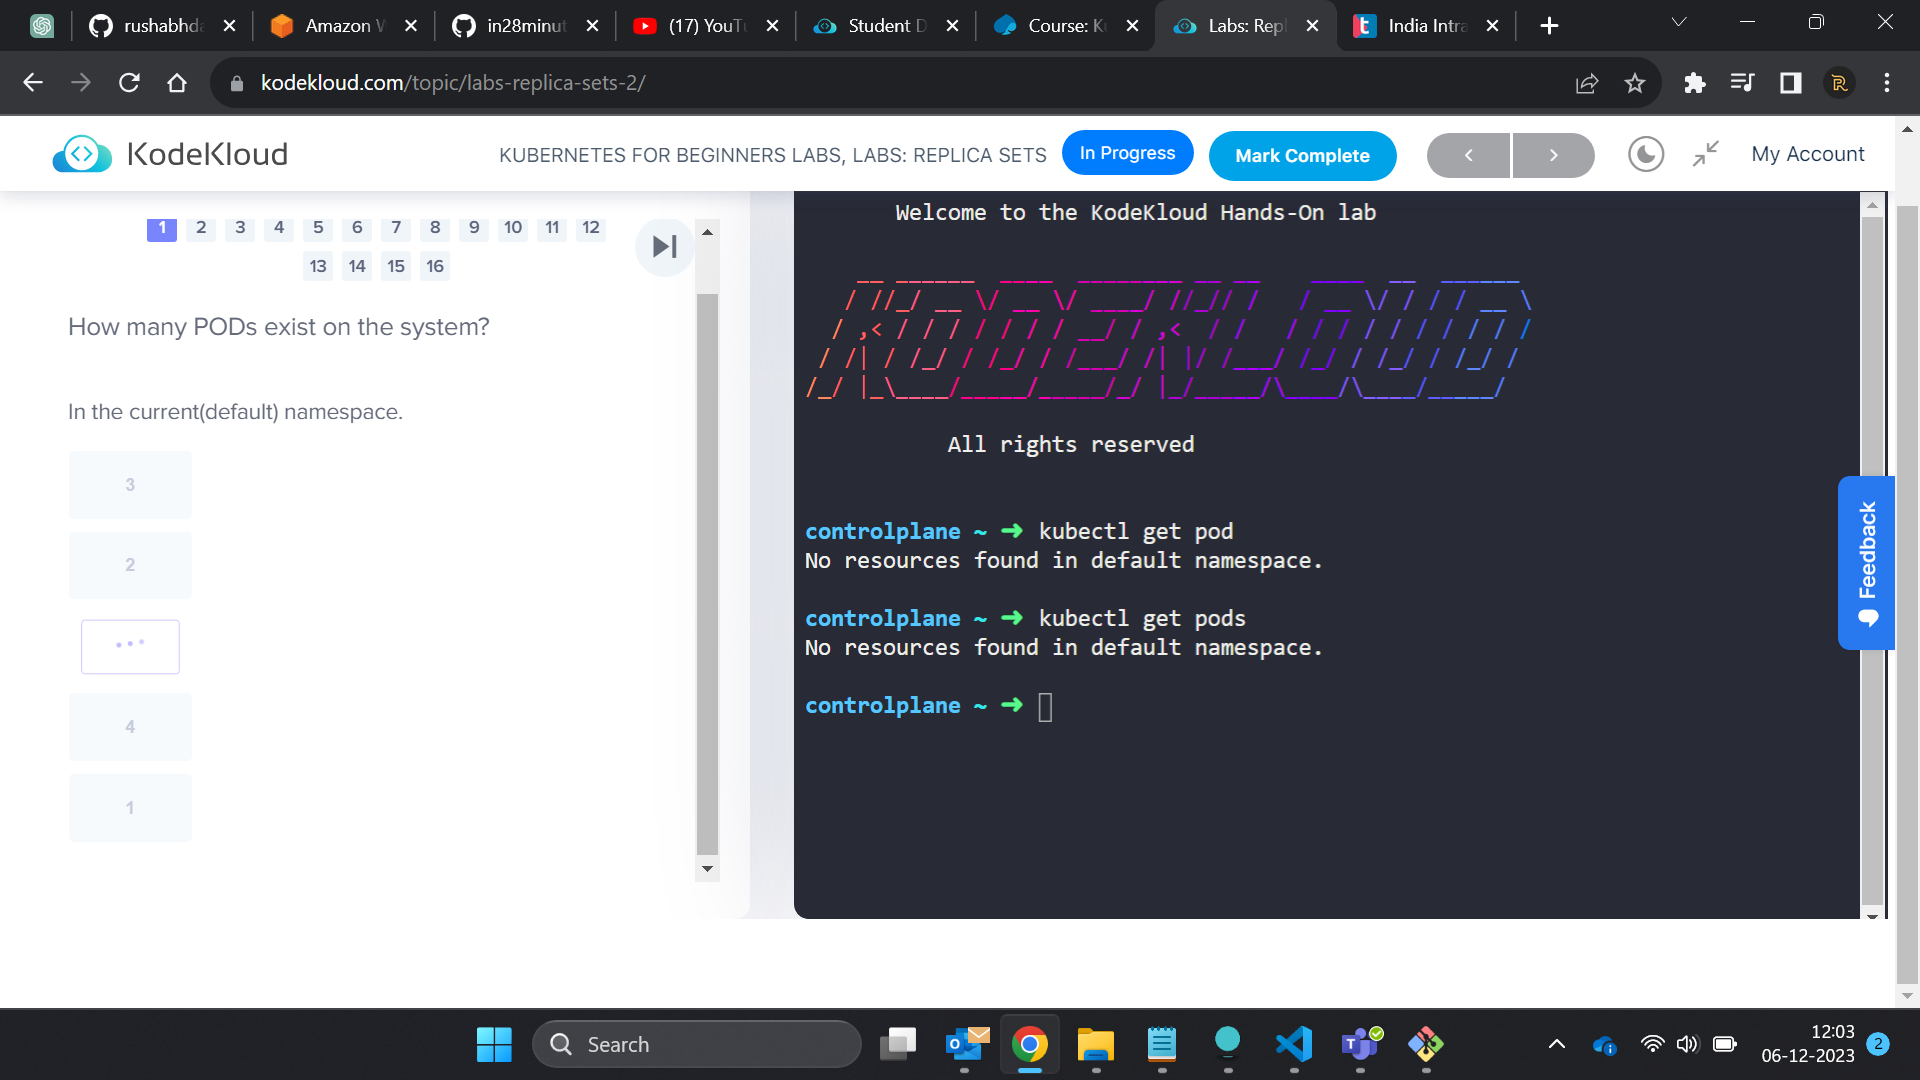 rushabhda
Amazon W
in28minut
(17) YouTu
Student D
Course: Ku
Labs: Repl
India Intra
kodekloud.com/topic/labs-replica-sets-2/
R
KodeKloud
KUBERNETES FOR BEGINNERS LABS, LABS: REPLICA SETS
In Progress
Mark Complete
My Account
1 2 3 4 5 6 7 8 9 10 11 12
13 14 15 16
How many PODs exist on the system?
In the current(default) namespace.
3
2
4
1
Welcome to the KodeKloud Hands-On lab
KODEKLOUD
All rights reserved
controlplane ~ ➜ kubectl get pod
No resources found in default namespace.
controlplane ~ ➜ kubectl get pods
No resources found in default namespace.
controlplane ~ ➜
Feedback
Search
12:03
06-12-2023
2